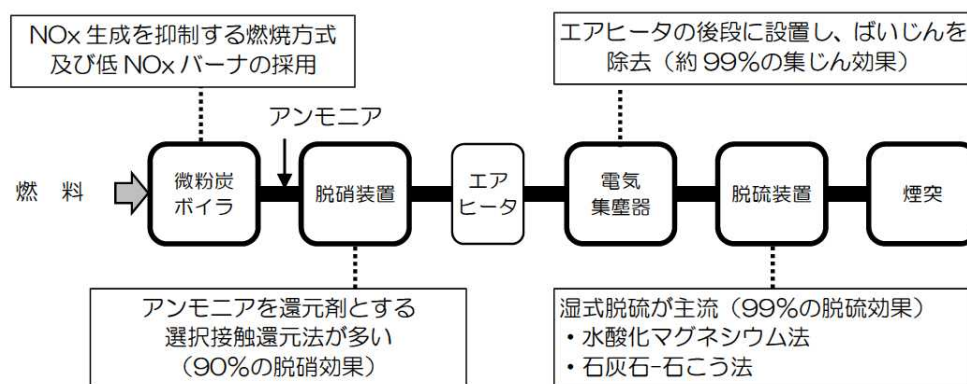 NOx 生成を抑制する燃焼方式
及び低 NOx バーナの採用
エアヒータの後段に設置し、ばいじんを
除去（約 99%の集じん効果）
アンモニア
燃　料
微粉炭
ボイラ
脱硝装置
エア
ヒータ
電気
集塵器
脱硫装置
煙突
アンモニアを還元剤とする
選択接触還元法が多い
（90%の脱硝効果）
湿式脱硫が主流（99%の脱硫効果）
・水酸化マグネシウム法
・石灰石-石こう法